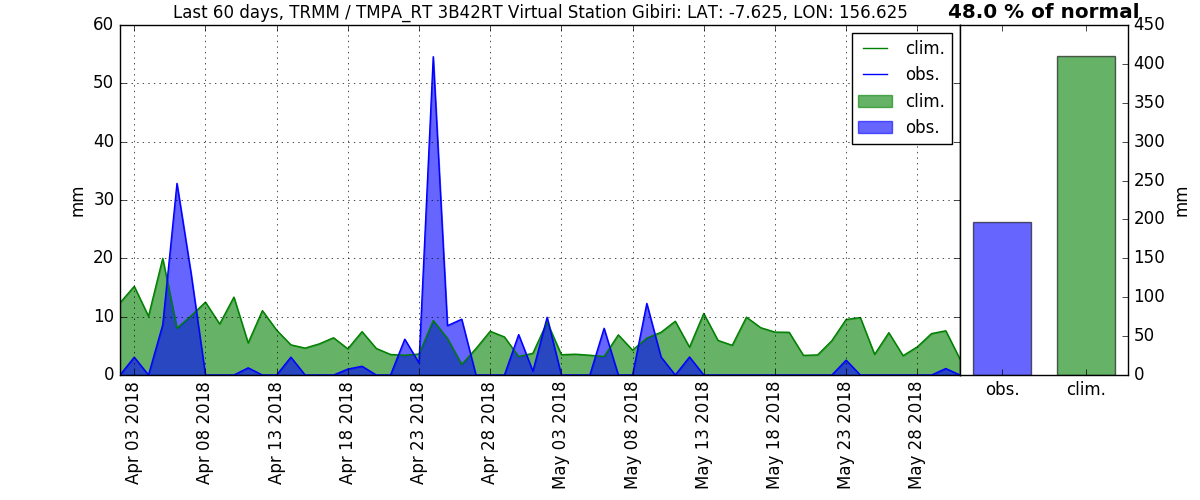 Last 60 days, TRMM / TMPA_RT 3B42RT Virtual Station Gibiri: LAT: -7.625, LON: 156.625
48.0 % of normal
60
50
40
30
20
10
0
mm
clim.
obs.
clim.
obs.
Apr 03 2018
Apr 08 2018
Apr 13 2018
Apr 18 2018
Apr 23 2018
Apr 28 2018
May 03 2018
May 08 2018
May 13 2018
May 18 2018
May 23 2018
May 28 2018
450
400
350
300
250
200
150
100
50
0
mm
obs.
clim.